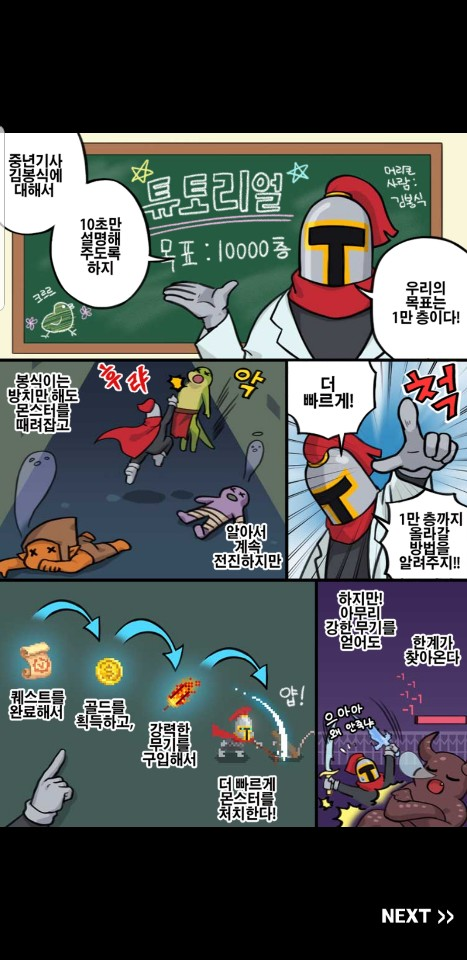 중년기사
김봉식에
대해서
10초만
설명해
주도록
하지
튜토리얼
목표 : 10000층
머리큰
사람:
김봉식
크르르
우리의
목표는
1만 층이다!
봉식이는
방치만 해도
몬스터를
때려잡고
후랴
악
알아서
계속
전진하지만
더
빠르게!
척
1만 층까지
올라갈
방법을
알려주지!!
퀘스트를
완료해서
골드를
획득하고,
강력한
무기를
구입해서
얍!
더 빠르게
몬스터를
처치한다!
하지만!
아무리
강한 무기를
얻어도
한계가
찾아온다
으아아
왜 안죽냐
NEXT >>